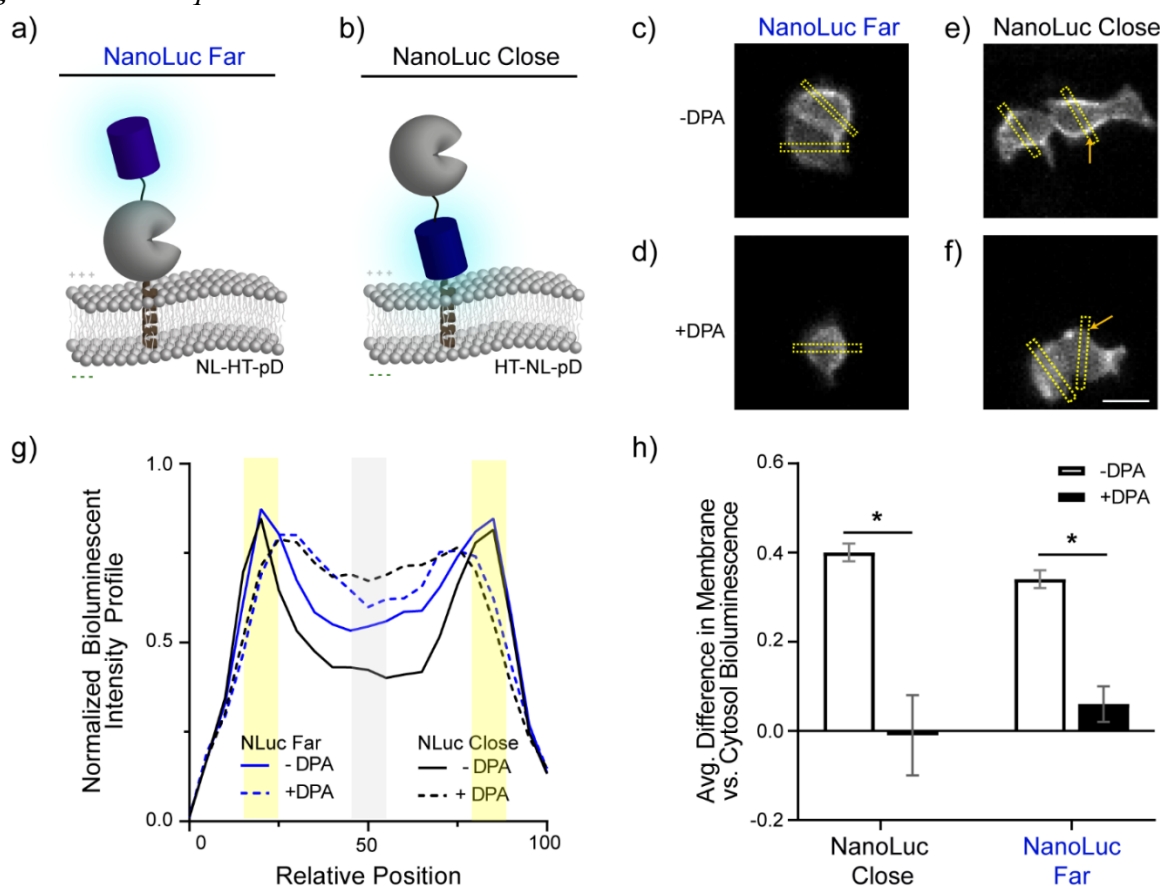 a)
NanoLuc Far
+ + +
- - -
NL-HT-pD
b)
NanoLuc Close
+ + +
- - -
HT-NL-pD
c)
NanoLuc Far
e)
NanoLuc Close
-DPA
d)
f)
+DPA
g)
Normalized Bioluminescent
Intensity Profile
1.0
0.5
0.0
NLuc Far
- DPA
+DPA
NLuc Close
- DPA
+ DPA
0
50
100
Relative Position
h)
Avg. Difference in Membrane
vs. Cytosol Bioluminescence
0.6
0.4
0.2
0.0
-0.2
-DPA
+DPA
*
*
NanoLuc
Close
NanoLuc
Far